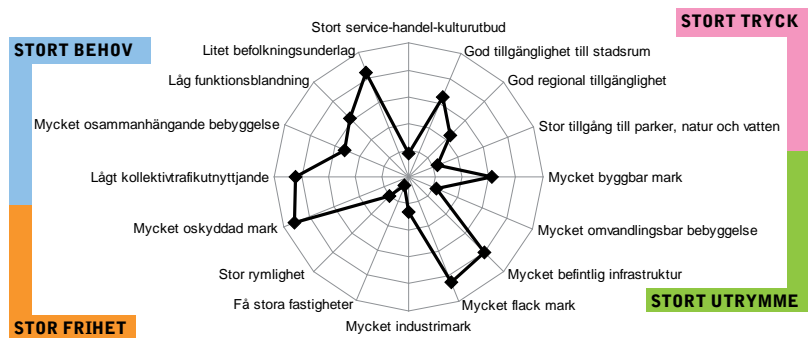 Stort service-handel-kulturutbud
STORT TRYCK
STORT BEHOV
Litet befolkningsunderlag
God tillgänglighet till stadsrum
Låg funktionsblandning
God regional tillgänglighet
Mycket osammanhängande bebyggelse
Stor tillgång till parker, natur och vatten
Lågt kollektivtrafikutnyttjande
Mycket byggbar mark
Mycket oskyddad mark
Mycket omvandlingsbar bebyggelse
Stor rymlighet
Mycket befintlig infrastruktur
Få stora fastigheter
Mycket flack mark
STORT UTRYMME
Mycket industrimark
STOR FRIHET